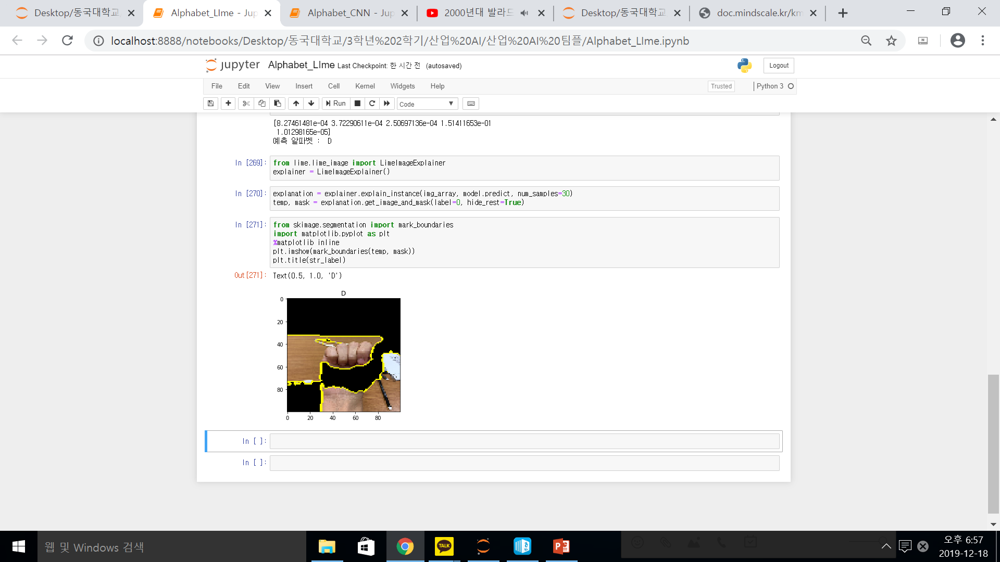 Desktop/동국대학교
Alphabet_LIme - Jup
Alphabet_CNN - Jup
2000년대 발라드
Desktop/동국대학교
doc.mindscale.kr/km
localhost:8888/notebooks/Desktop/동국대학교/3학년%202학기/산업%20AI/산업%20AI%20팀플/Alphabet_LIme.ipynb
jupyter Alphabet_LIme Last Checkpoint: 한 시간 전 (autosaved)
Logout
File Edit View Insert Cell Kernel Widgets Help
Trusted
Python 3
Run
Code
[8.27461481e-04 3.72290611e-04 2.50697136e-04 1.51411653e-01
1.01298165e-05]
예측 알파벳 : D
In [269]:
from lime.lime_image import LimeImageExplainer
explainer = LimeImageExplainer()
In [270]:
explanation = explainer.explain_instance(img_array, model.predict, num_samples=30)
temp, mask = explanation.get_image_and_mask(label=0, hide_rest=True)
In [271]:
from skimage.segmentation import mark_boundaries
import matplotlib.pyplot as plt
%matplotlib inline
plt.imshow(mark_boundaries(temp, mask))
plt.title(str_label)
Out[271]: Text(0.5, 1.0, 'D')
D
0
20
40
60
80
0 20 40 60 80
In [ ]:
In [ ]:
웹 및 Windows 검색
TALK
오후 6:57
2019-12-18